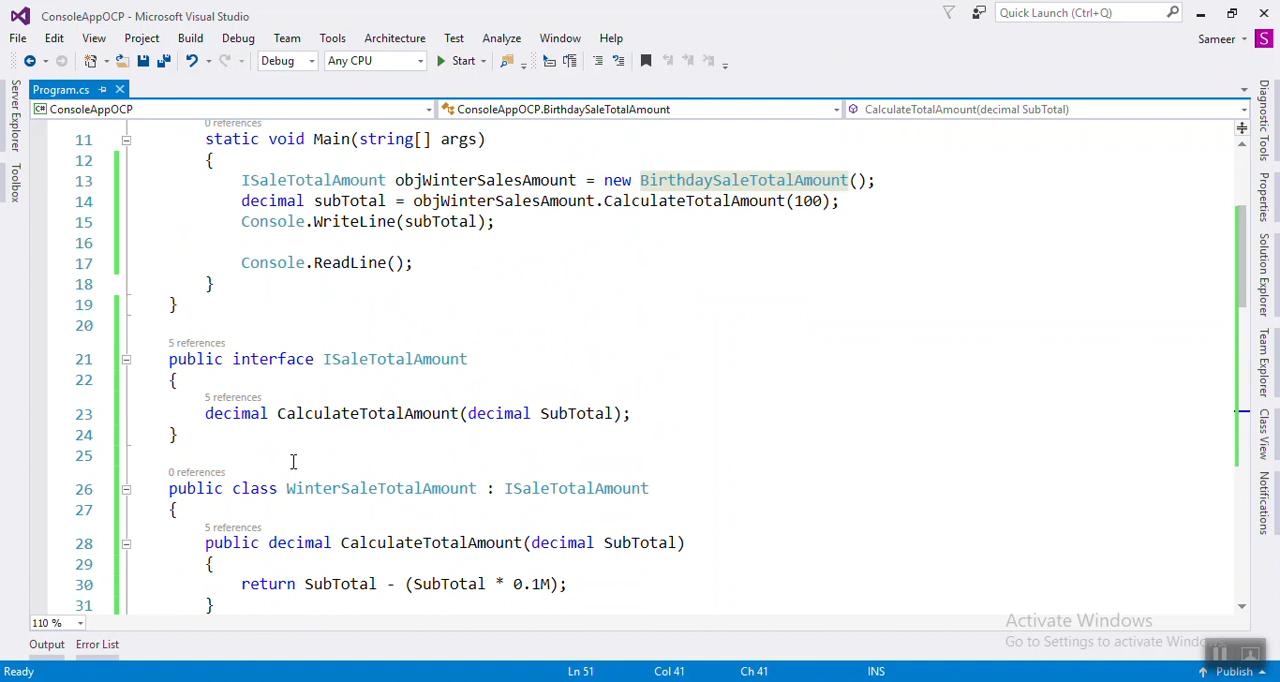 ConsoleAppOCP - Microsoft Visual Studio
Quick Launch (Ctrl+Q)
File Edit View Project Build Debug Team Tools Architecture Test Analyze Window Help
Sameer S
Debug Any CPU Start
Program.cs
C# ConsoleAppOCP ConsoleAppOCP.BirthdaySaleTotalAmount CalculateTotalAmount(decimal SubTotal)
Server Explorer
Toolbox
0 references
11 static void Main(string[] args)
12 {
13 ISaleTotalAmount objWinterSalesAmount = new BirthdaySaleTotalAmount();
14 decimal subTotal = objWinterSalesAmount.CalculateTotalAmount(100);
15 Console.WriteLine(subTotal);
16
17 Console.ReadLine();
18 }
19 }
20
5 references
21 public interface ISaleTotalAmount
22 {
5 references
23 decimal CalculateTotalAmount(decimal SubTotal);
24 }
25
0 references
26 public class WinterSaleTotalAmount : ISaleTotalAmount
27 {
5 references
28 public decimal CalculateTotalAmount(decimal SubTotal)
29 {
30 return SubTotal - (SubTotal * 0.1M);
31 }
Diagnostic Tools
Properties
Solution Explorer
Team Explorer
Class View
Notifications
110 %
Activate Windows
Go to Settings to activate
Output Error List
Ready Ln 51 Col 41 Ch 41 INS Publish